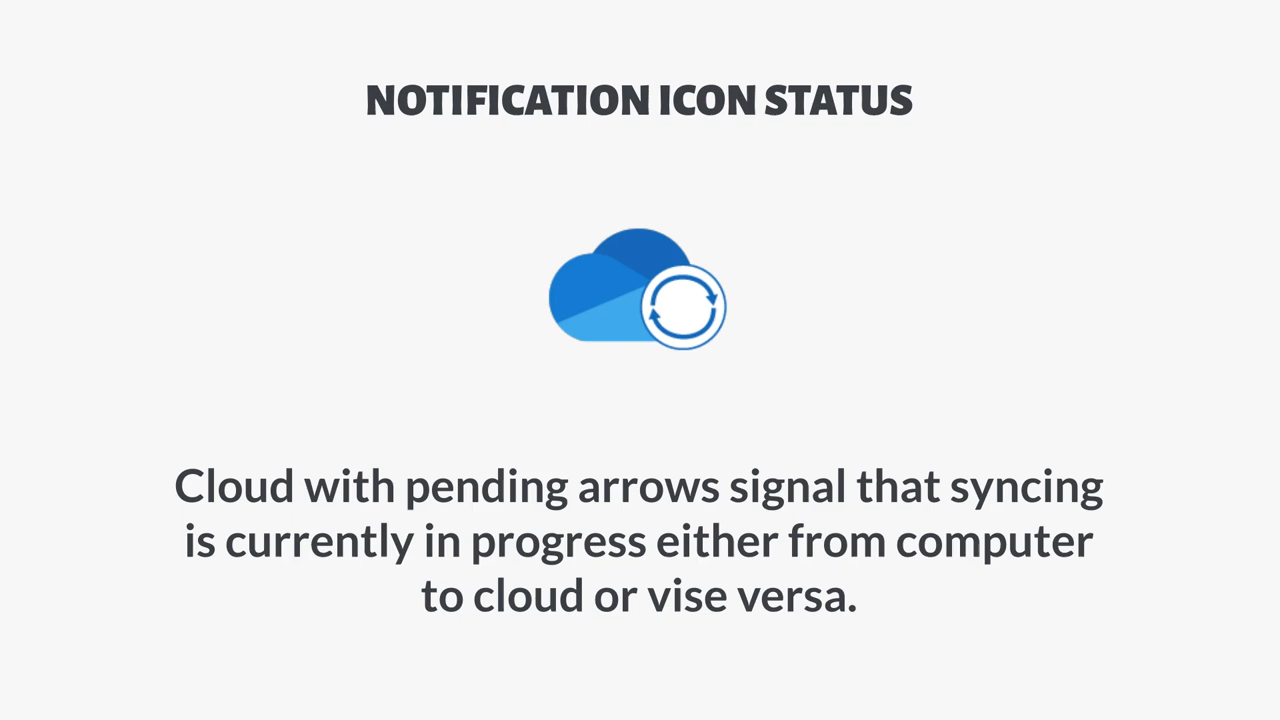 NOTIFICATION ICON STATUS
Cloud with pending arrows signal that syncing
is currently in progress either from computer
to cloud or vise versa.